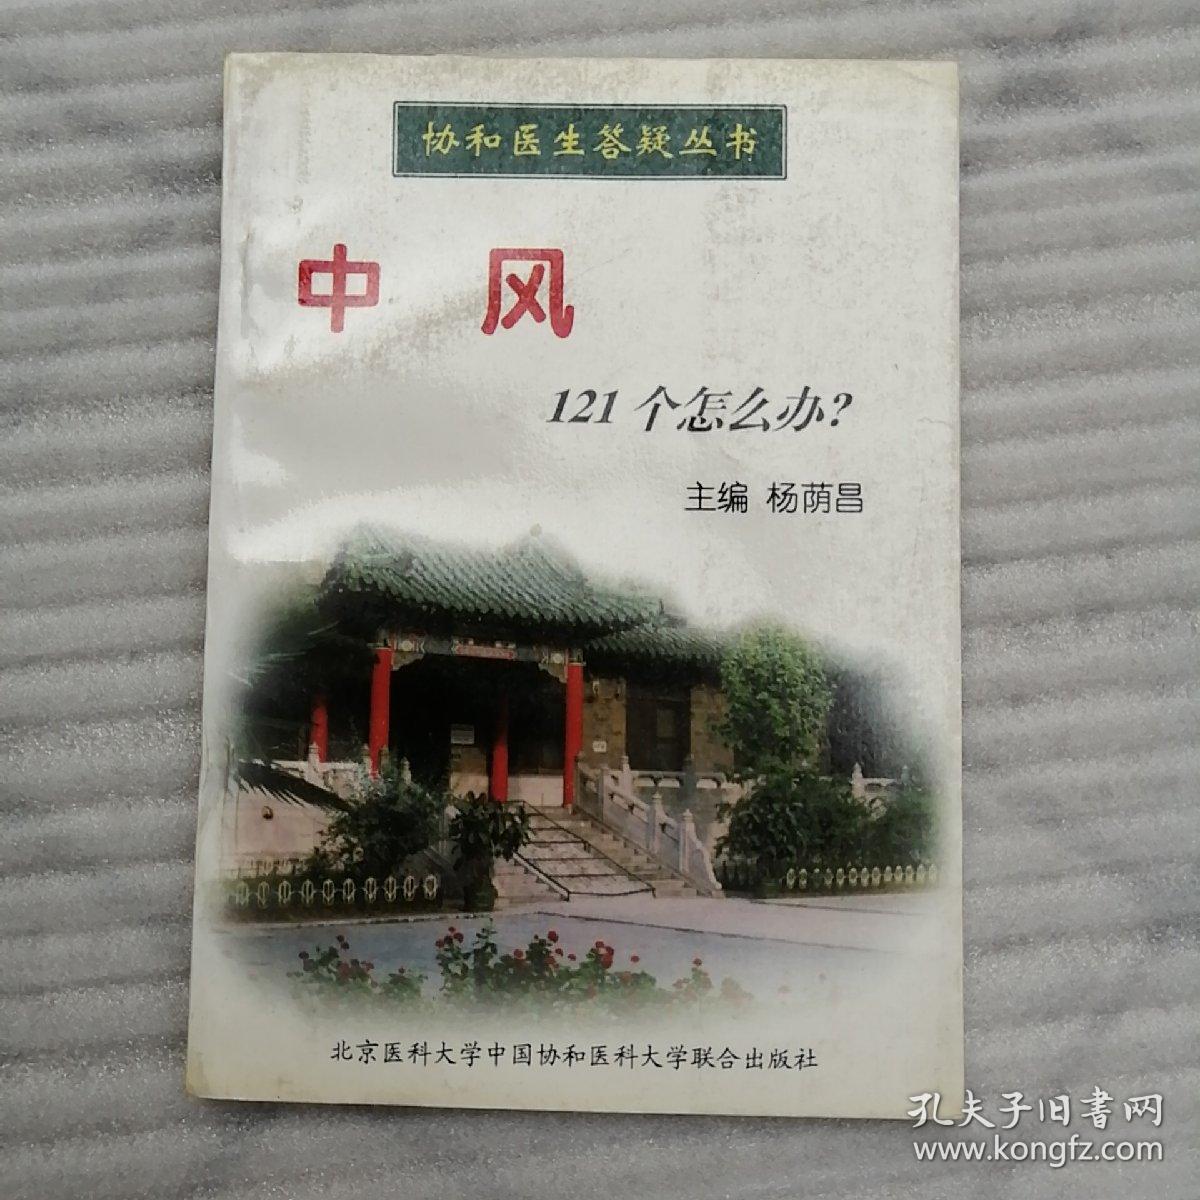 协和医生答疑丛书
中风
121个怎么办?
主编 杨荫昌
北京医科大学中国协和医科大学联合出版社
孔夫子旧书网
www.kongfz.com